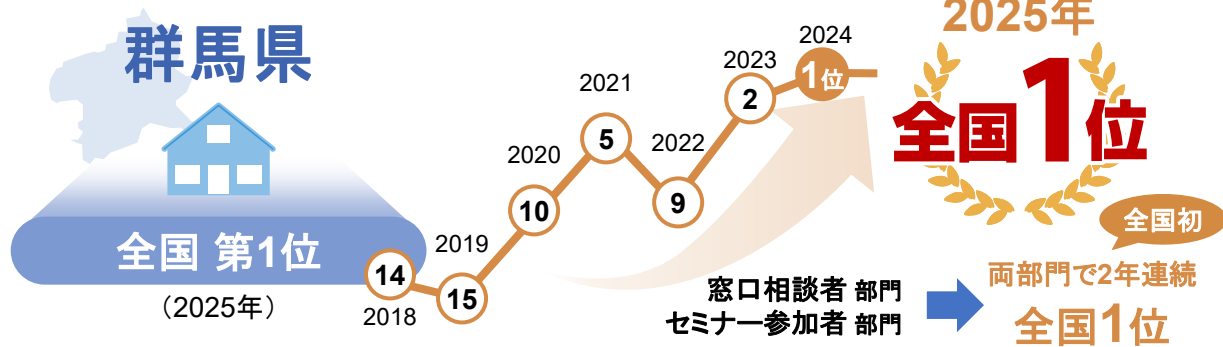 群馬県
全国 第1位
（2025年）
14
2018
2019
15
2020
10
2021
5
2022
9
2023
2
2024
1位
2025年
全国1位
全国初
窓口相談者 部門
セミナー参加者 部門
両部門で2年連続
全国1位